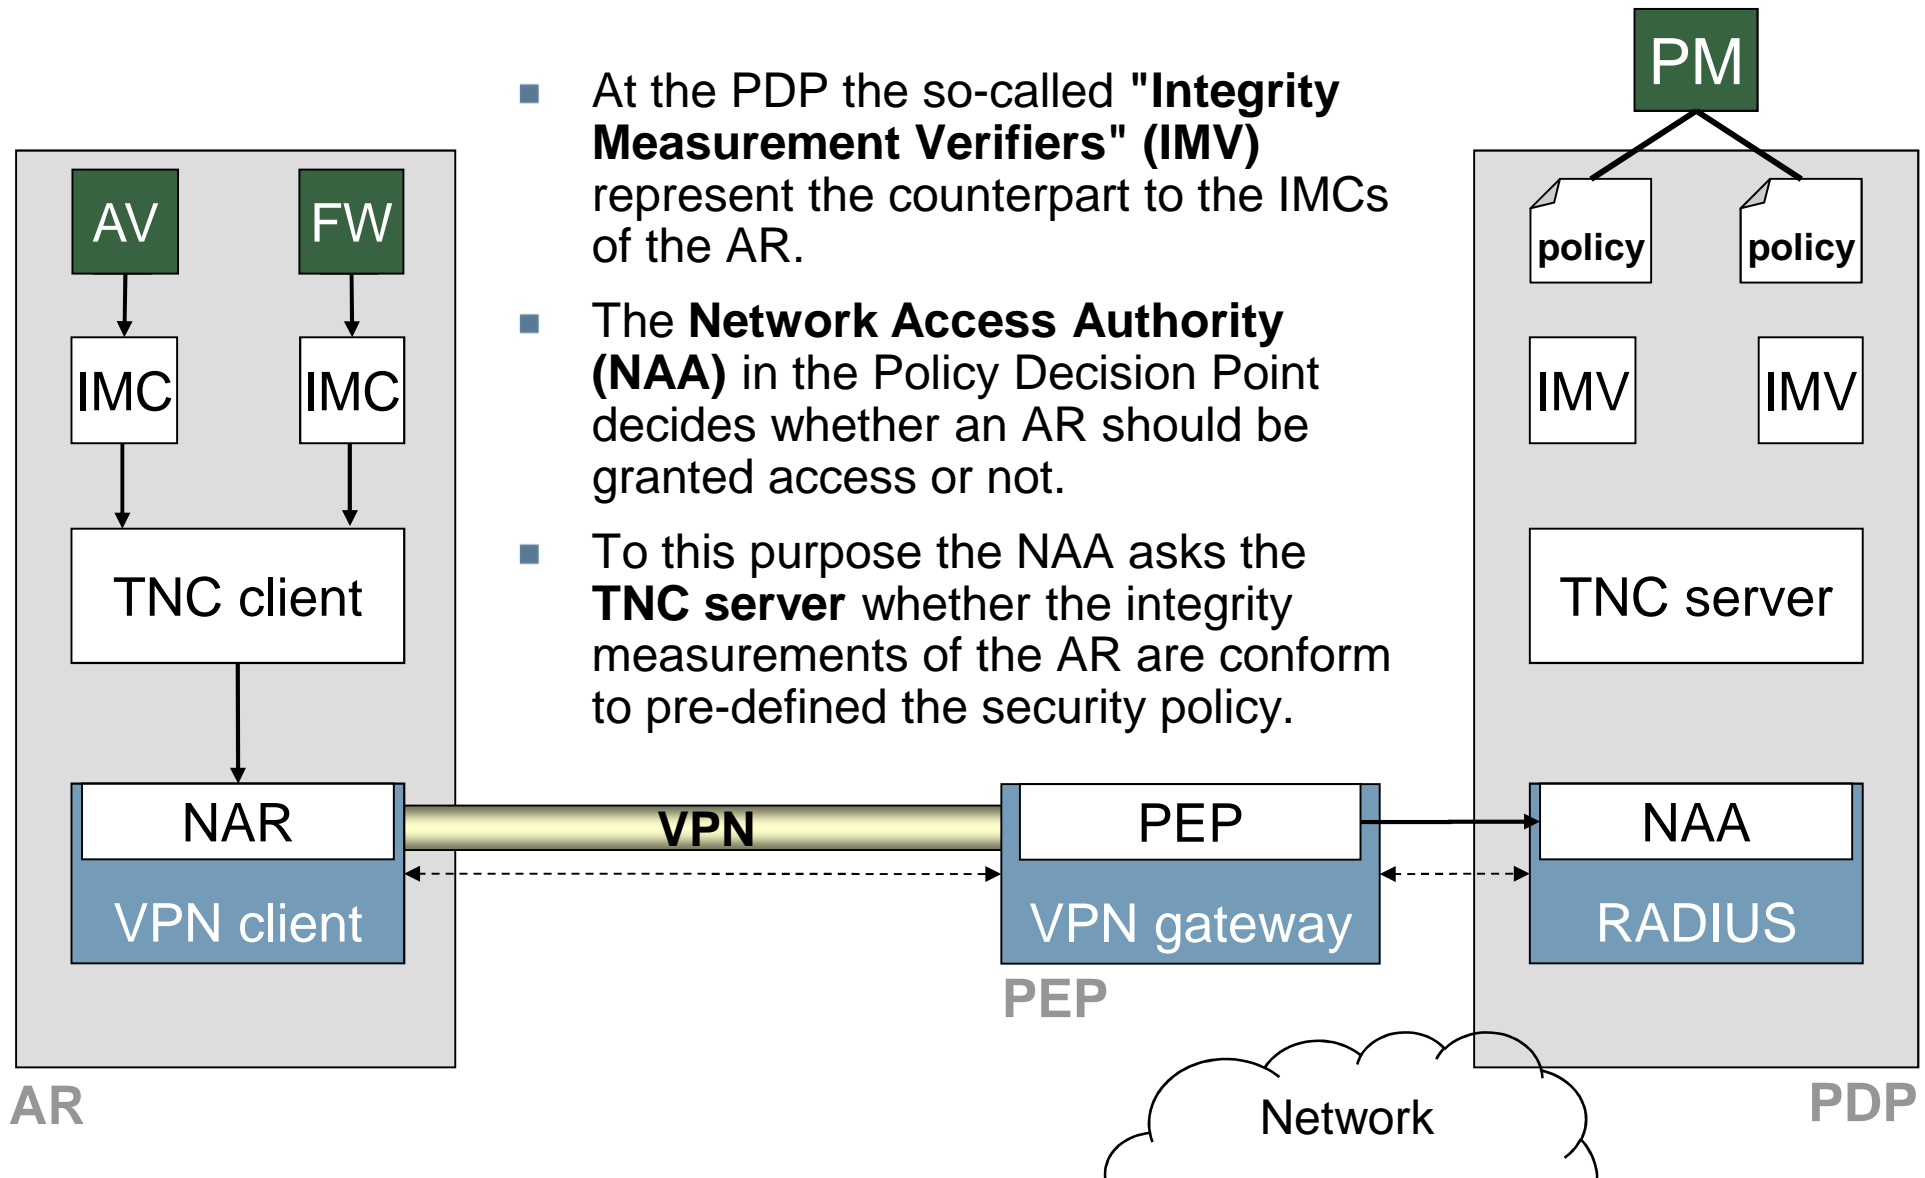 PM
At the PDP the so-called "Integrity
Measurement Verifiers" (IMV)
represent the counterpart to the IMCs
of the AR.
The Network Access Authority
(NAA) in the Policy Decision Point
decides whether an AR should be
granted access or not.
To this purpose the NAA asks the
TNC server whether the integrity
measurements of the AR are conform
to pre-defined the security policy.
AV
FW
IMC
IMC
TNC client
NAR
VPN client
AR
VPN
PEP
VPN gateway
PEP
policy
policy
IMV
IMV
TNC server
NAA
RADIUS
PDP
Network